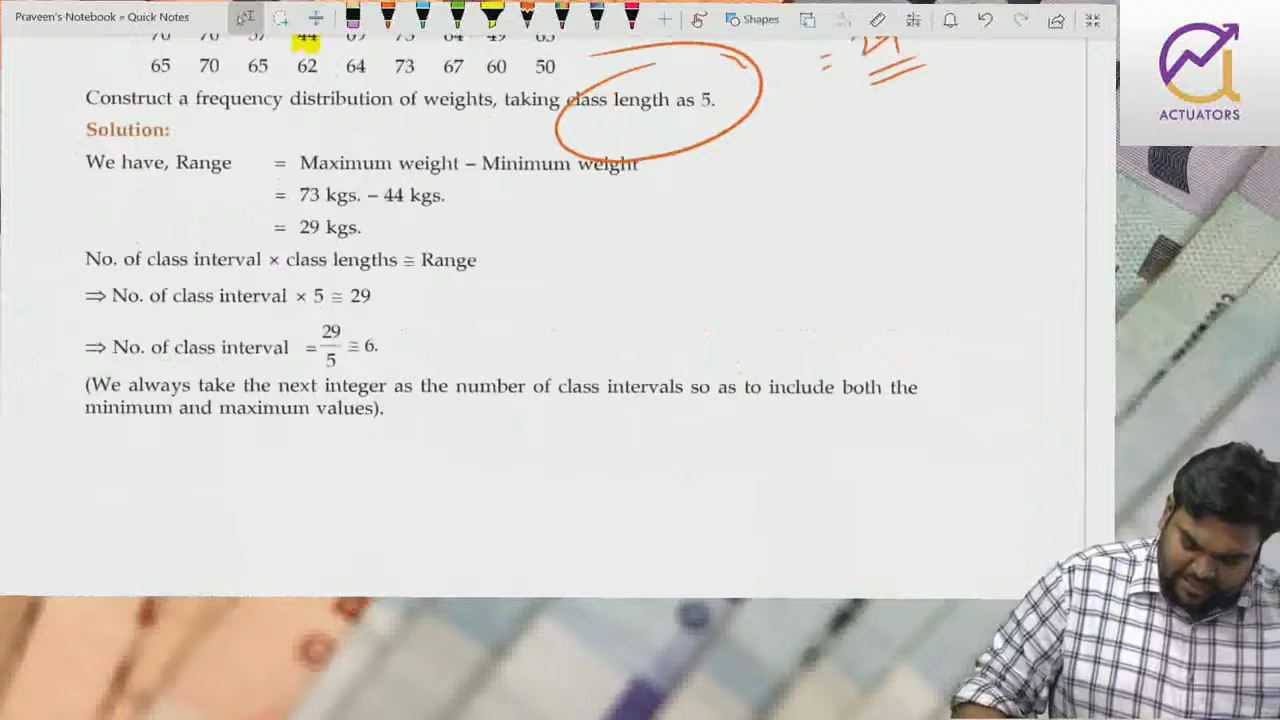 Praveen's Notebook » Quick Notes
Shapes
ACTUATORS
70 70 57 44
65 70 65 62 64 73 67 60 50
Construct a frequency distribution of weights, taking class length as 5.
Solution:
We have, Range = Maximum weight – Minimum weight
= 73 kgs. – 44 kgs.
= 29 kgs.
No. of class interval × class lengths ≅ Range
⇒ No. of class interval × 5 ≅ 29
⇒ No. of class interval = 29/5 ≅ 6.
(We always take the next integer as the number of class intervals so as to include both the
minimum and maximum values).